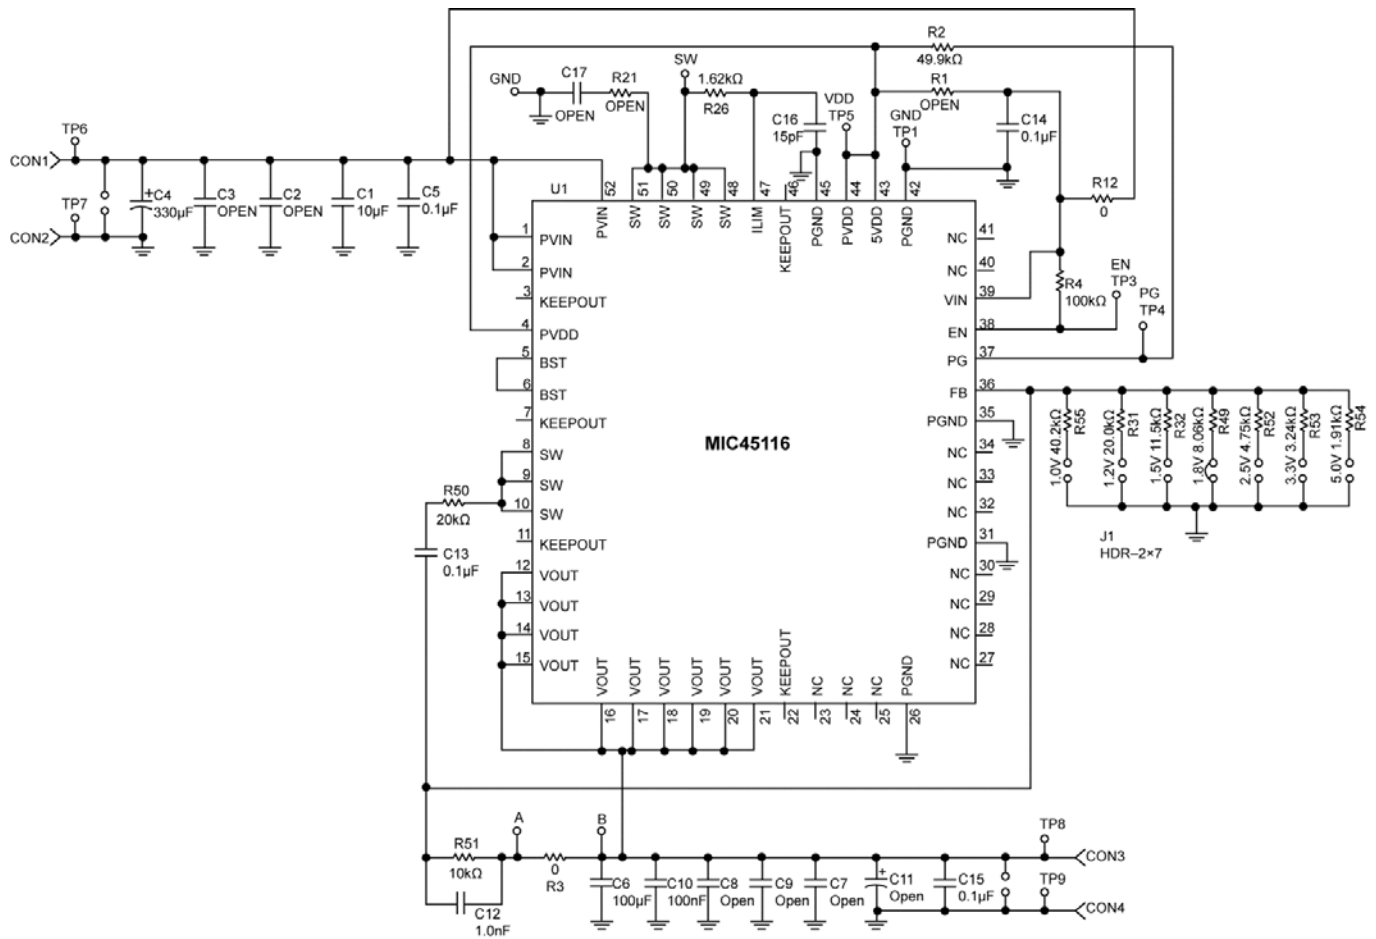 R2
49.9kΩ
SW
C17
R21
1.62kΩ
GND
OPEN
OPEN
R26
VDD
TP5
R1
OPEN
GND
TP1
C16
15pF
C14
0.1µF
TP6
CON1
C4
330µF
C3
OPEN
C2
OPEN
C1
10µF
C5
0.1µF
TP7
CON2
R12
0
U1
52
51
50
49
48
47
46
45
44
43
42
PVIN
SW
SW
SW
SW
ILIM
KEEPOUT
PGND
PVDD
5VDD
PGND
1
PVIN
2
PVIN
3
KEEPOUT
4
PVDD
5
BST
6
BST
7
KEEPOUT
8
SW
9
SW
10
SW
11
KEEPOUT
12
VOUT
13
VOUT
14
VOUT
15
VOUT
MIC45116
NC
41
NC
40
VIN
39
EN
38
PG
37
FB
36
PGND
35
NC
34
NC
33
NC
32
PGND
31
NC
30
NC
29
NC
28
NC
27
R4
100kΩ
EN
TP3
PG
TP4
1.0V 40.2kΩ
R55
1.2V 20.0kΩ
R31
1.5V 11.5kΩ
R32
1.8V 8.06kΩ
R49
2.5V 4.75kΩ
R52
3.3V 3.24kΩ
R53
5.0V 1.91kΩ
R54
J1
HDR–2×7
R50
20kΩ
C13
0.1µF
VOUT
VOUT
VOUT
VOUT
VOUT
VOUT
KEEPOUT
NC
NC
NC
PGND
16
17
18
19
20
21
22
23
24
25
26
A
B
R51
10kΩ
0
R3
C12
1.0nF
C6
100µF
C10
100nF
C8
Open
C9
Open
C7
Open
C11
Open
C15
0.1µF
TP8
CON3
TP9
CON4